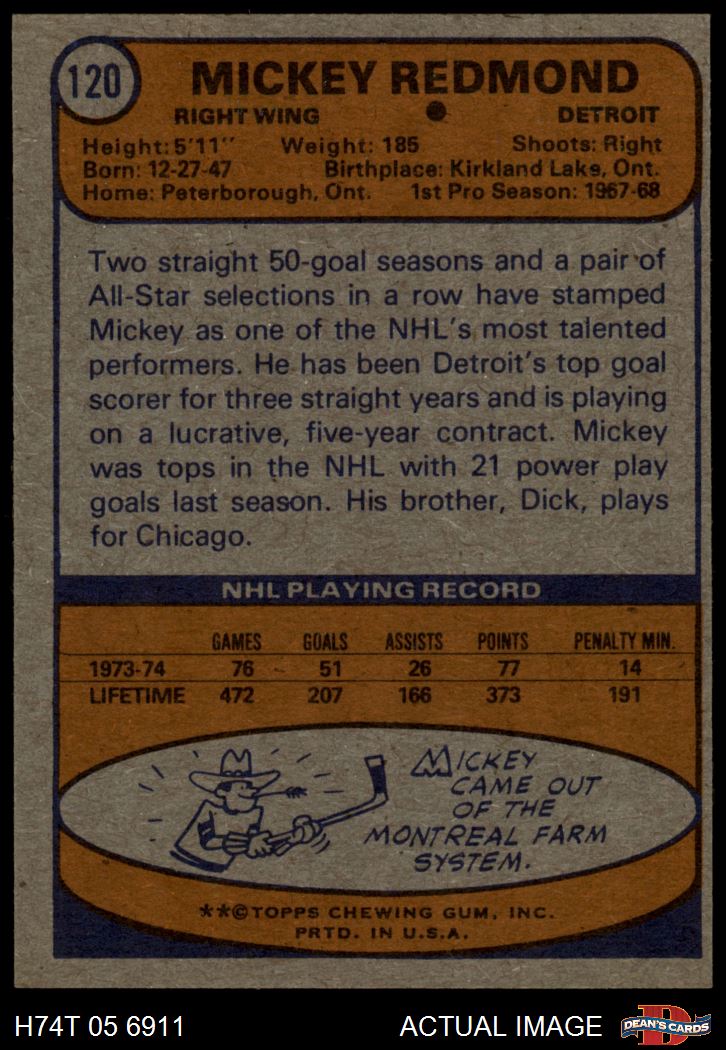 120
MICKEY REDMOND
RIGHT WING DETROIT
Height: 5'11" Weight: 185 Shoots: Right
Born: 12-27-47 Birthplace: Kirkland Lake, Ont.
Home: Peterborough, Ont. 1st Pro Season: 1967-68
Two straight 50-goal seasons and a pair of
All-Star selections in a row have stamped
Mickey as one of the NHL's most talented
performers. He has been Detroit's top goal
scorer for three straight years and is playing
on a lucrative, five-year contract. Mickey
was tops in the NHL with 21 power play
goals last season. His brother, Dick, plays
for Chicago.
NHL PLAYING RECORD
GAMES GOALS ASSISTS POINTS PENALTY MIN.
1973-74 76 51 26 77 14
LIFETIME 472 207 166 373 191
MICKEY
CAME OUT
OF THE
MONTREAL FARM
SYSTEM.
**©TOPPS CHEWING GUM, INC.
PRTD. IN U.S.A.
H74T 05 6911 ACTUAL IMAGE
D
DEAN'S CARDS